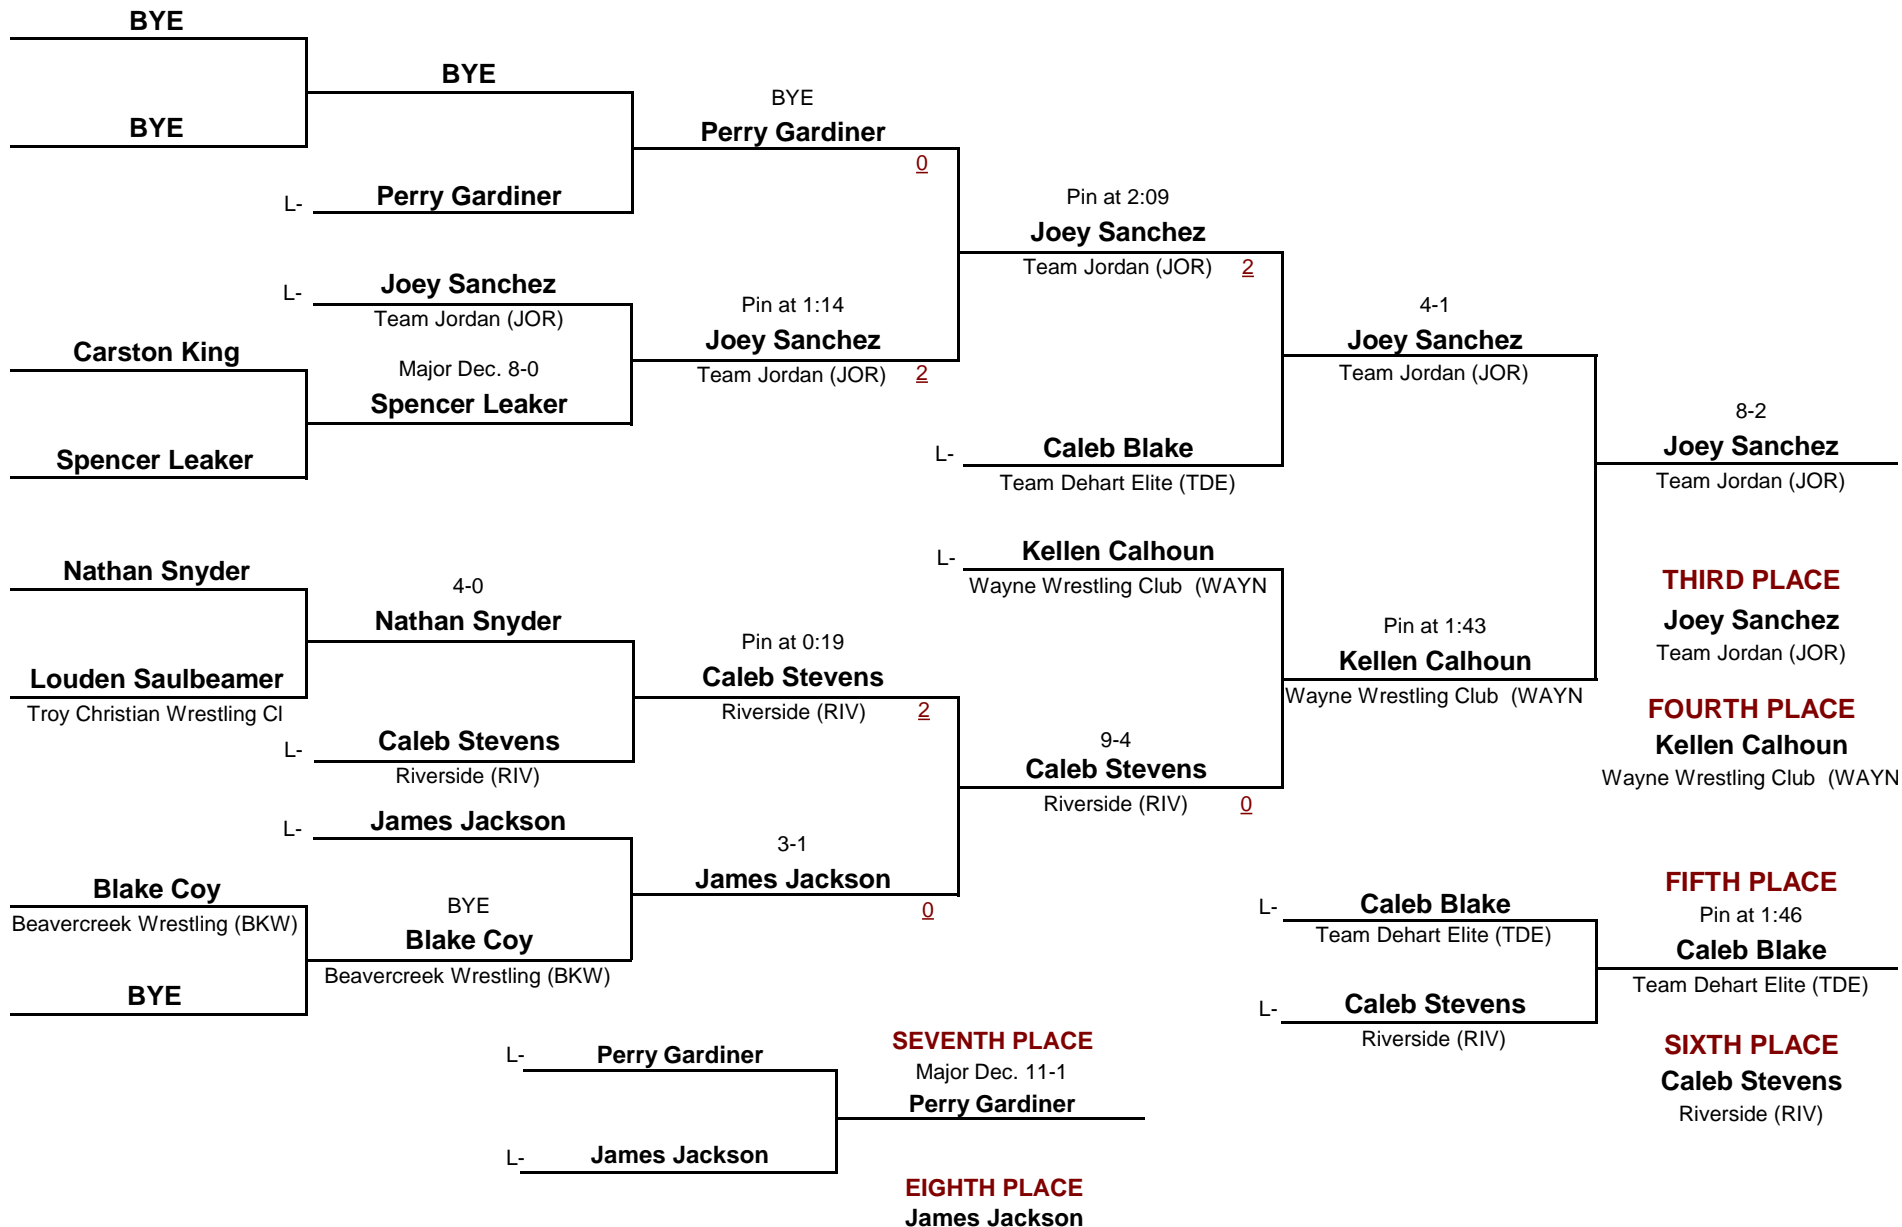 BYE
BYE
BYE
BYE
Perry Gardiner
0
L- Perry Gardiner
Pin at 2:09
Joey Sanchez
Team Jordan (JOR) 2
L- Joey Sanchez
Team Jordan (JOR)
Pin at 1:14
Joey Sanchez
Team Jordan (JOR) 2
4-1
Joey Sanchez
Team Jordan (JOR)
Carston King
Major Dec. 8-0
Spencer Leaker
Spencer Leaker
8-2
Joey Sanchez
Team Jordan (JOR)
L- Caleb Blake
Team Dehart Elite (TDE)
L- Kellen Calhoun
Wayne Wrestling Club (WAYN
Nathan Snyder
4-0
Nathan Snyder
THIRD PLACE
Joey Sanchez
Team Jordan (JOR)
Pin at 0:19
Caleb Stevens
Riverside (RIV) 2
Pin at 1:43
Kellen Calhoun
Wayne Wrestling Club (WAYN
Louden Saulbeamer
Troy Christian Wrestling Cl
FOURTH PLACE
Kellen Calhoun
Wayne Wrestling Club (WAYN
L- Caleb Stevens
Riverside (RIV)
9-4
Caleb Stevens
Riverside (RIV) 0
L- James Jackson
3-1
James Jackson
0
Blake Coy
Beavercreek Wrestling (BKW)
BYE
Blake Coy
Beavercreek Wrestling (BKW)
BYE
L- Caleb Blake
Team Dehart Elite (TDE)
FIFTH PLACE
Pin at 1:46
Caleb Blake
Team Dehart Elite (TDE)
L- Caleb Stevens
Riverside (RIV)
SIXTH PLACE
Caleb Stevens
Riverside (RIV)
L- Perry Gardiner
SEVENTH PLACE
Major Dec. 11-1
Perry Gardiner
L- James Jackson
EIGHTH PLACE
James Jackson